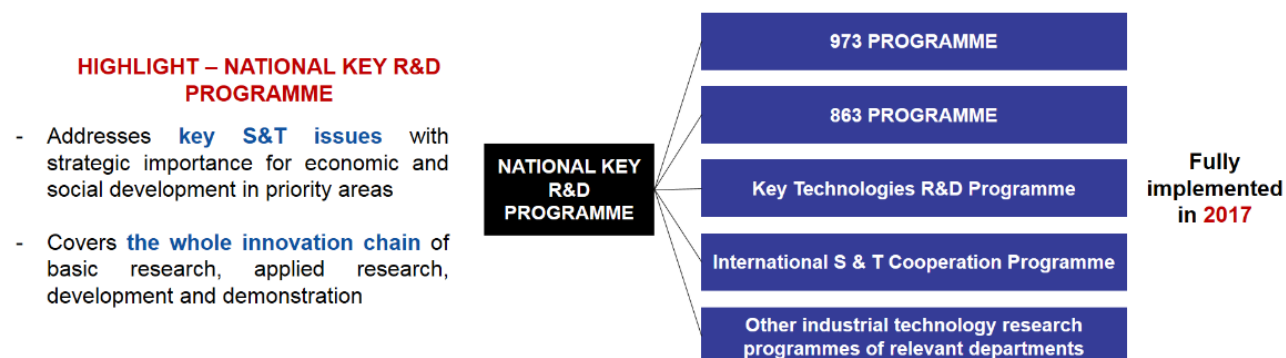 HIGHLIGHT – NATIONAL KEY R&D
PROGRAMME
- Addresses key S&T issues with
strategic importance for economic and
social development in priority areas
- Covers the whole innovation chain of
basic research, applied research,
development and demonstration
NATIONAL KEY
R&D
PROGRAMME
973 PROGRAMME
863 PROGRAMME
Key Technologies R&D Programme
International S & T Cooperation Programme
Other industrial technology research
programmes of relevant departments
Fully
implemented
in 2017